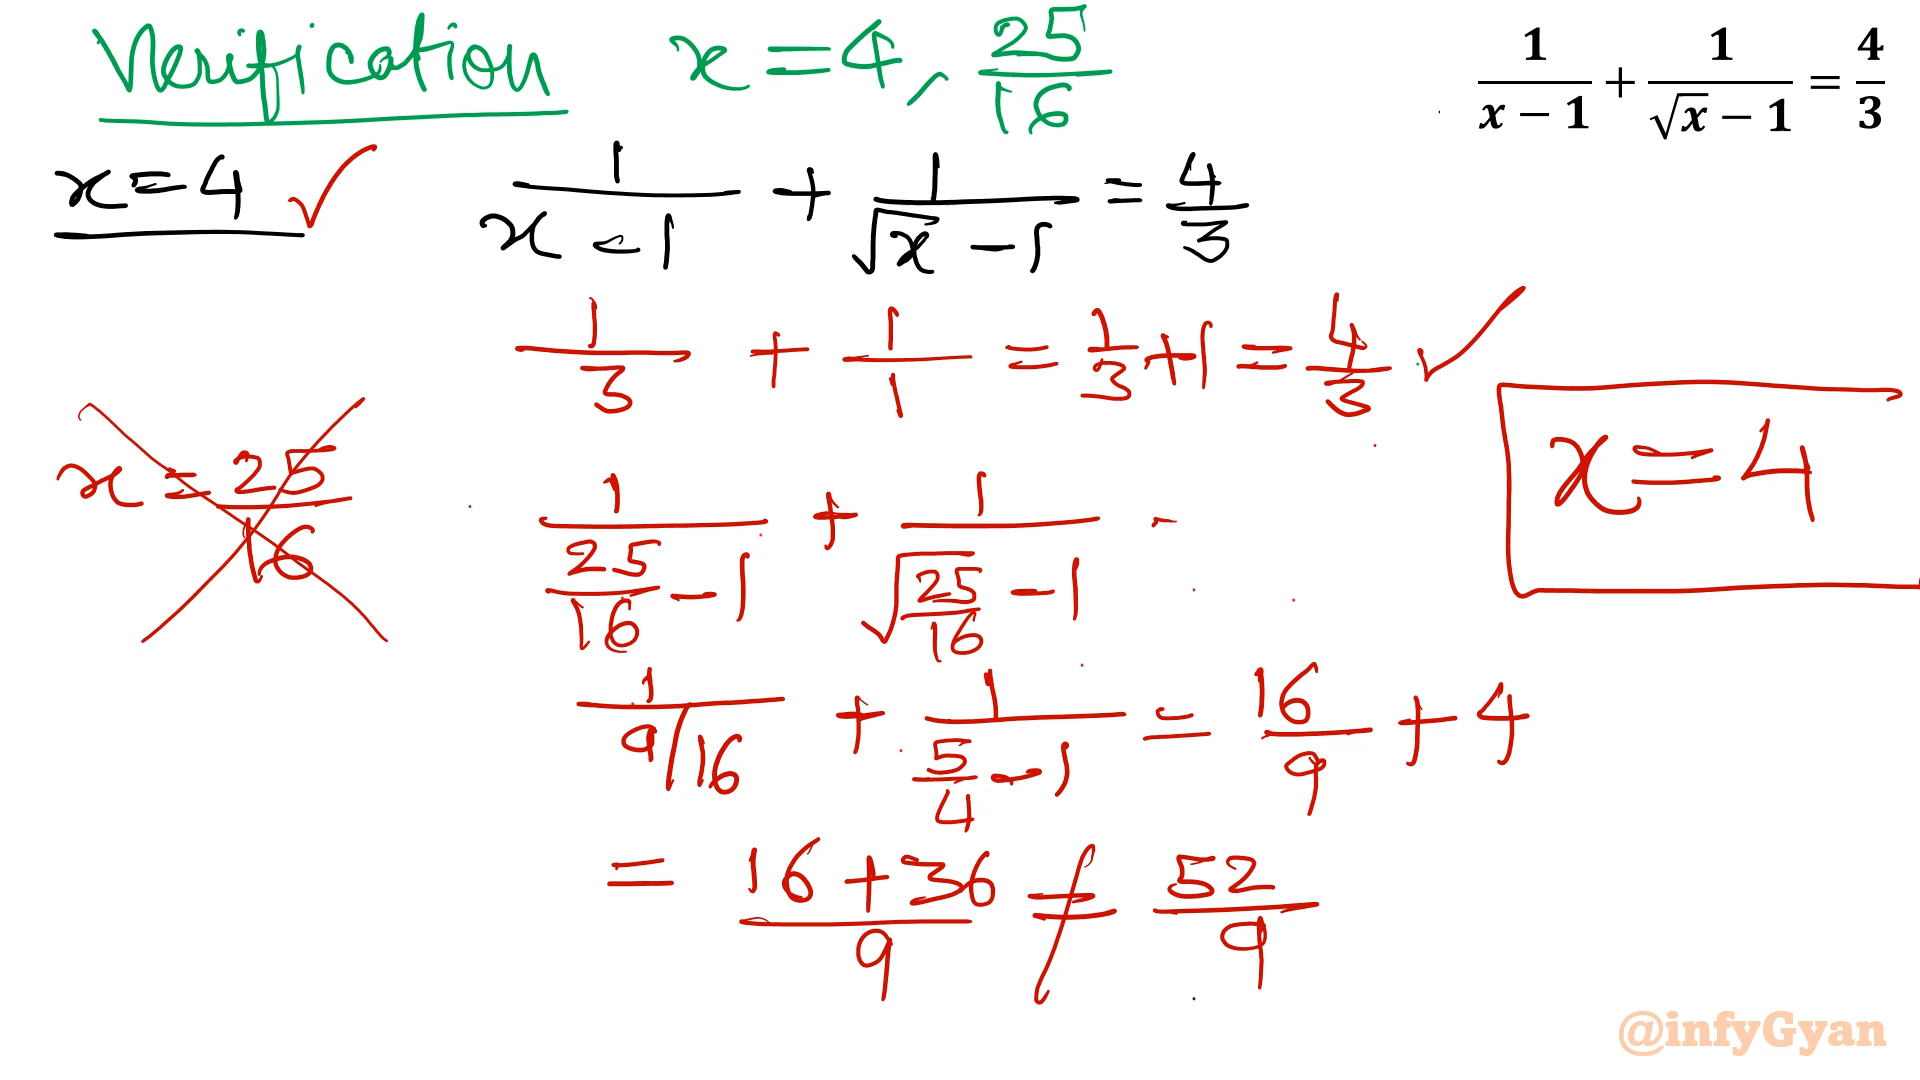 Verification x = 4, 25/16
1/(x − 1) + 1/(√x − 1) = 4/3
x = 4 ✓ 1/(x − 1) + 1/(√x − 1) = 4/3
1/3 + 1/1 = 1/3 + 1 = 4/3 ✓
x = 4
x = 25/16
1/(25/16 − 1) + 1/(√(25/16) − 1) -
1/(9/16) + 1/(5/4 − 1) = 16/9 + 4
= (16 + 36)/9 ≠ 52/9
@infyGyan